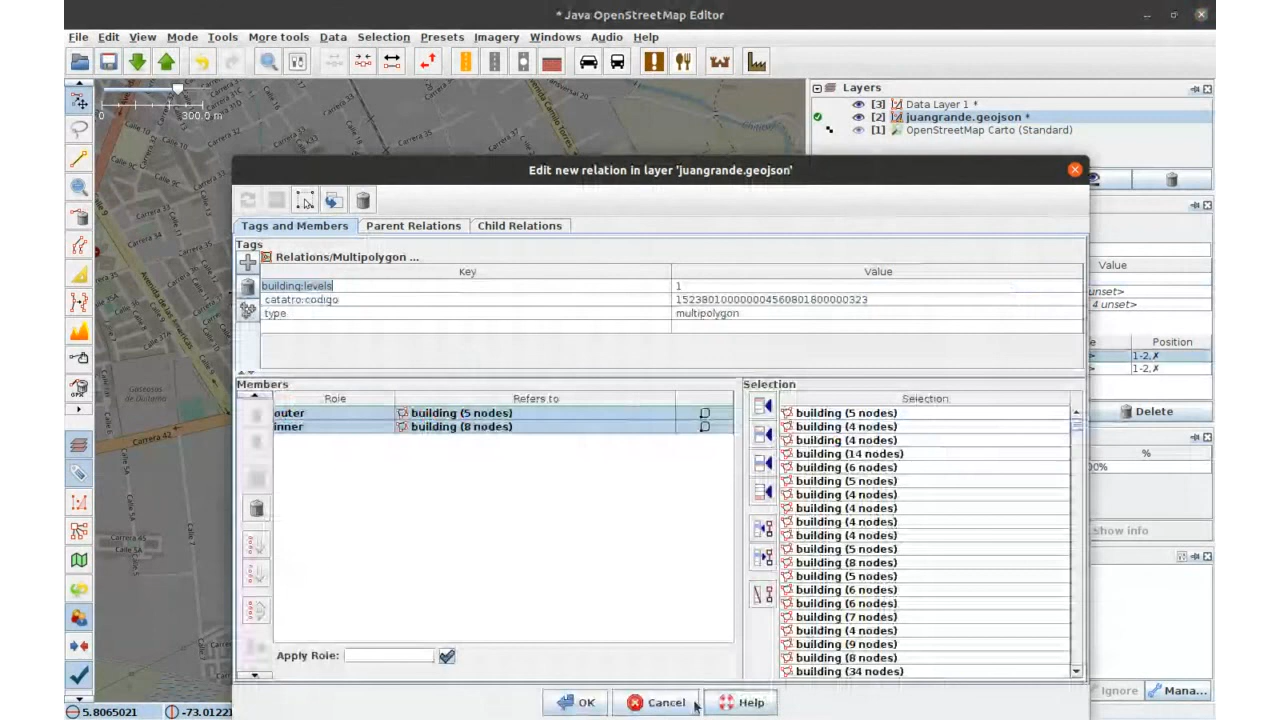 * Java OpenStreetMap Editor
File Edit View Mode Tools More tools Data Selection Presets Imagery Windows Audio Help
0 300.0 m
Layers
[3] Data Layer 1 *
[2] juangrande.geojson *
[1] OpenStreetMap Carto (Standard)
Edit new relation in layer 'juangrande.geojson'
Tags and Members Parent Relations Child Relations
Tags
Relations/Multipolygon ...
Key Value
building:levels 1
catatro:codigo 152380100000004560801800000323
type multipolygon
Members
Role Refers to
outer building (5 nodes)
inner building (8 nodes)
Apply Role:
Selection
Selection
building (5 nodes)
building (4 nodes)
building (4 nodes)
building (14 nodes)
building (6 nodes)
building (5 nodes)
building (4 nodes)
building (4 nodes)
building (4 nodes)
building (4 nodes)
building (5 nodes)
building (8 nodes)
building (5 nodes)
building (6 nodes)
building (6 nodes)
building (7 nodes)
building (4 nodes)
building (9 nodes)
building (8 nodes)
building (34 nodes)
OK Cancel Help
Value
unset>
4 unset>
Position
1-2,✗
1-2,✗
Delete
%
Show info
Ignore Mana...
Carrera 42
Calle 5A
5.8065021 -73.0122